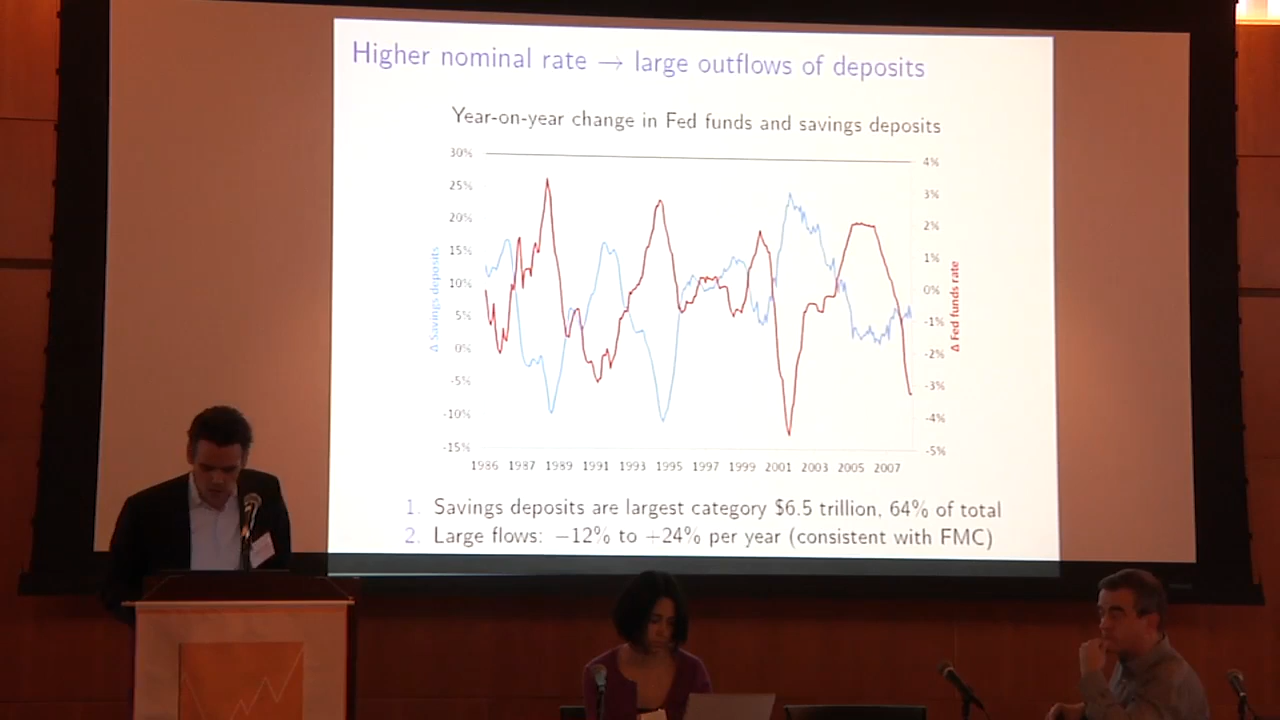 Higher nominal rate → large outflows of deposits
Year-on-year change in Fed funds and savings deposits
30%
25%
20%
15%
10%
5%
0%
-5%
-10%
-15%
Δ Savings deposits
4%
3%
2%
1%
0%
-1%
-2%
-3%
-4%
-5%
Δ Fed funds rate
1986 1987 1989 1991 1993 1995 1997 1999 2001 2003 2005 2007
1. Savings deposits are largest category $6.5 trillion, 64% of total
2. Large flows: −12% to +24% per year (consistent with FMC)